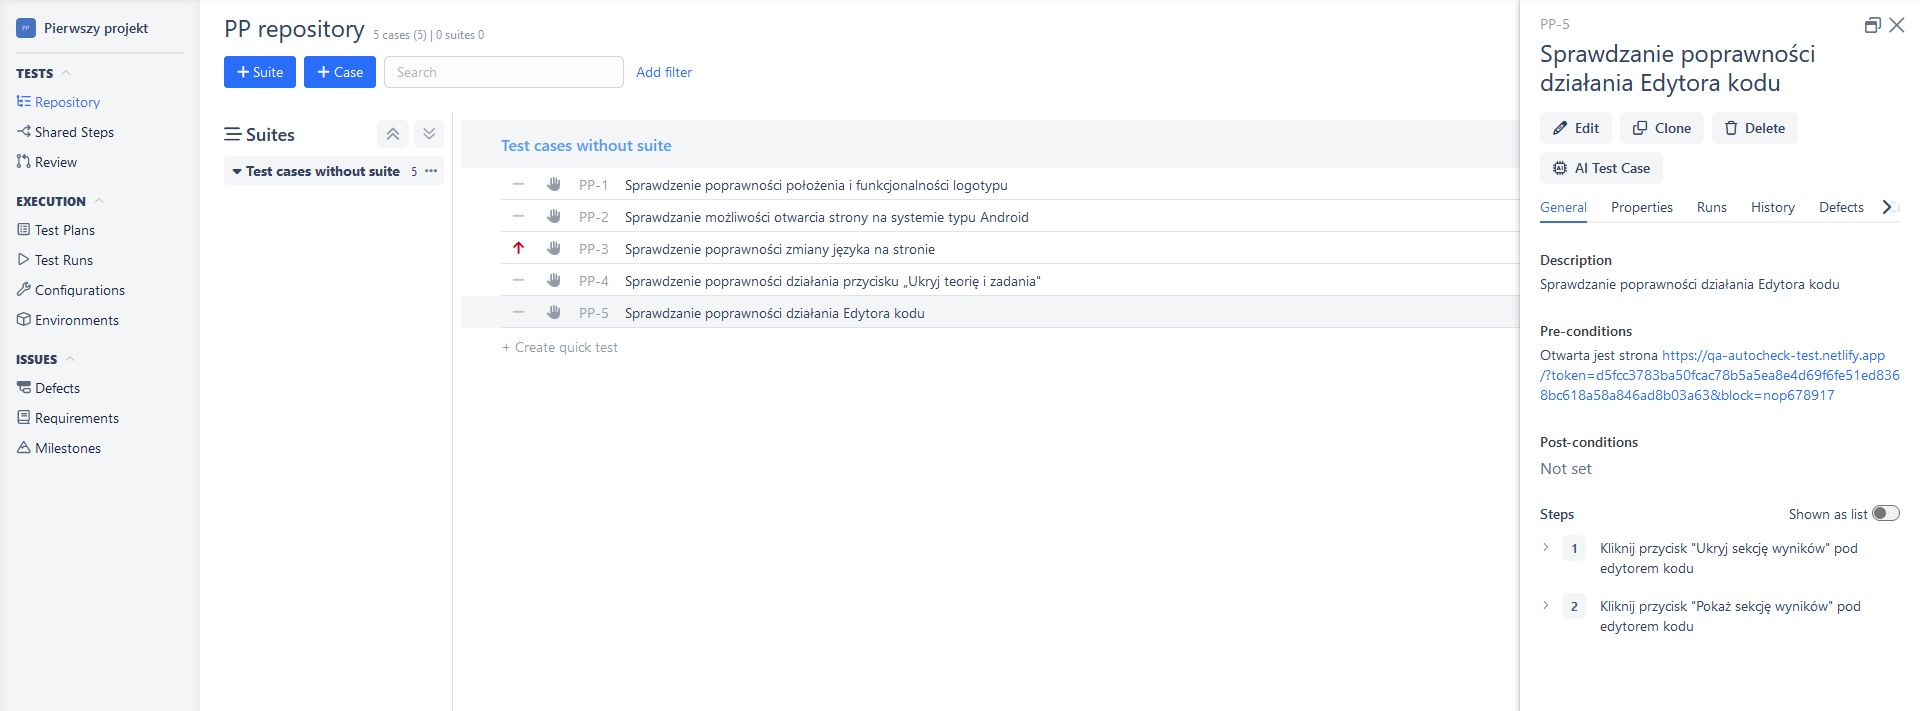 PP Pierwszy projekt
TESTS
Repository
Shared Steps
Review
EXECUTION
Test Plans
Test Runs
Configurations
Environments
ISSUES
Defects
Requirements
Milestones
PP repository 5 cases (5) | 0 suites 0
+ Suite + Case Search Add filter
Suites
Test cases without suite 5 ···
Test cases without suite
PP-1 Sprawdzenie poprawności położenia i funkcjonalności logotypu
PP-2 Sprawdzanie możliwości otwarcia strony na systemie typu Android
PP-3 Sprawdzenie poprawności zmiany języka na stronie
PP-4 Sprawdzenie poprawności działania przycisku „Ukryj teorię i zadania"
PP-5 Sprawdzanie poprawności działania Edytora kodu
+ Create quick test
PP-5
Sprawdzanie poprawności
działania Edytora kodu
Edit Clone Delete
AI Test Case
General Properties Runs History Defects
Description
Sprawdzanie poprawności działania Edytora kodu
Pre-conditions
Otwarta jest strona https://qa-autocheck-test.netlify.app
/?token=d5fcc3783ba50fcac78b5a5ea8e4d69f6fe51ed836
8bc618a58a846ad8b03a63&block=nop678917
Post-conditions
Not set
Steps Shown as list
1 Kliknij przycisk "Ukryj sekcję wyników" pod
edytorem kodu
2 Kliknij przycisk "Pokaż sekcję wyników" pod
edytorem kodu